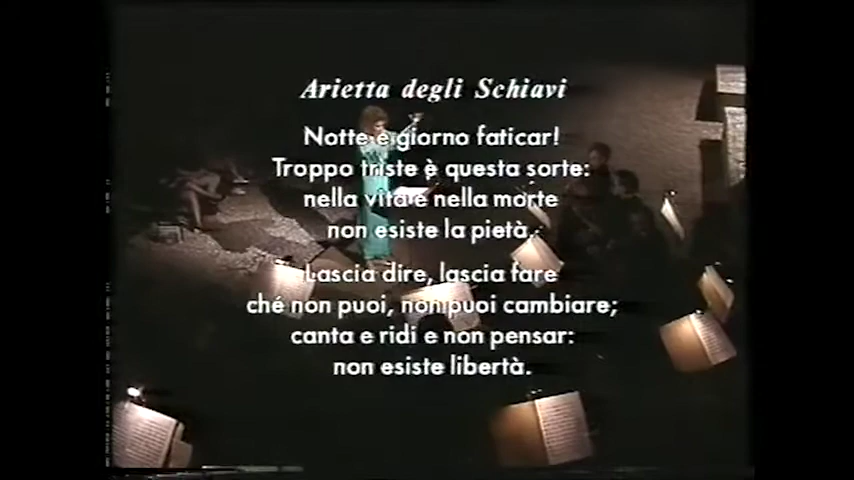 Arietta degli Schiavi
Notte e giorno faticar!
Troppo triste è questa sorte:
nella vita e nella morte
non esiste la pietà.
Lascia dire, lascia fare
ché non puoi, non puoi cambiare;
canta e ridi e non pensar:
non esiste libertà.